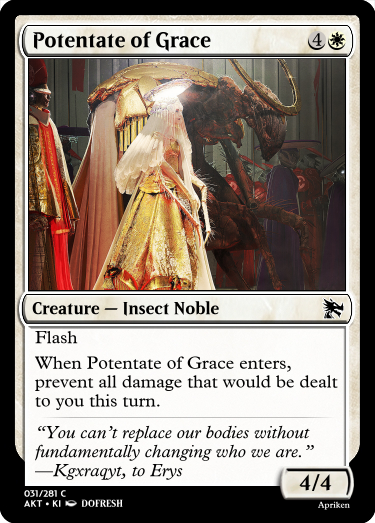 Potentate of Grace 4
Creature — Insect Noble
Flash
When Potentate of Grace enters,
prevent all damage that would be dealt
to you this turn.
“You can’t replace our bodies without
fundamentally changing who we are.”
—Kgxraqyt, to Erys
4/4
031/281 C
AKT • KI DOFRESH
Apriken